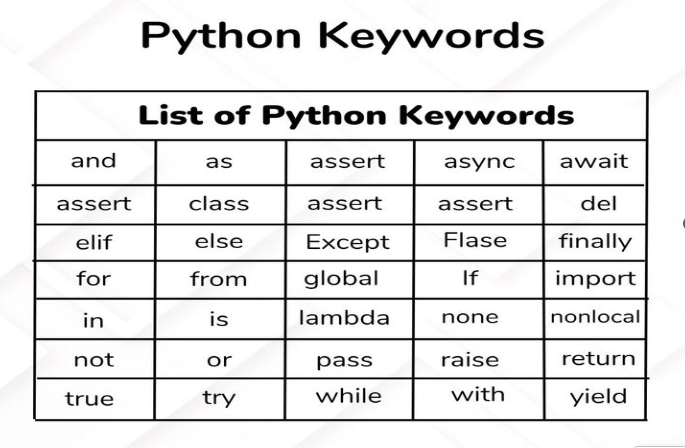 Python Keywords
List of Python Keywords
and as assert async await
assert class assert assert del
elif else Except Flase finally
for from global If import
in is lambda none nonlocal
not or pass raise return
true try while with yield